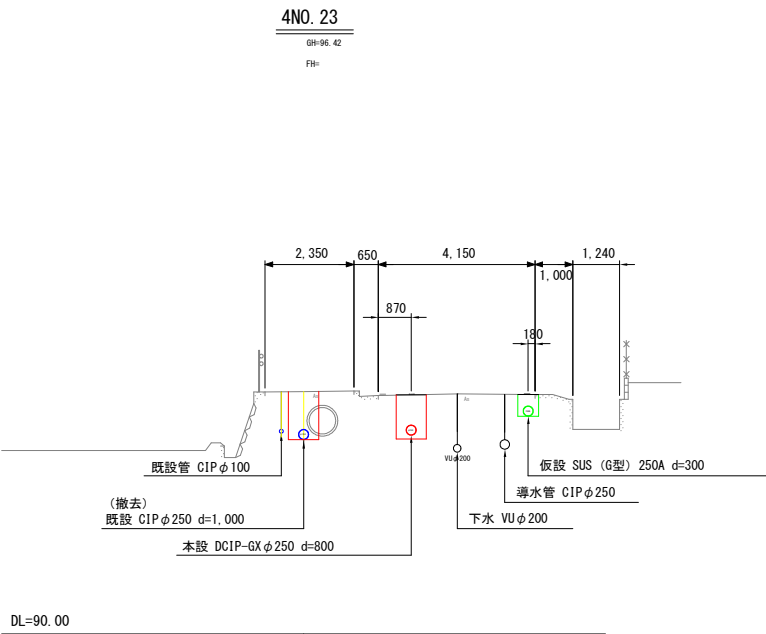 4NO. 23
GH=96.42
FH=
2,350
650
4,150
1,000
1,240
870
180
As
As
VUφ200
既設管 CIPφ100
仮設 SUS (G型) 250A d=300
導水管 CIPφ250
(撤去)
既設 CIPφ250 d=1,000
下水 VUφ200
本設 DCIP-GXφ250 d=800
DL=90.00